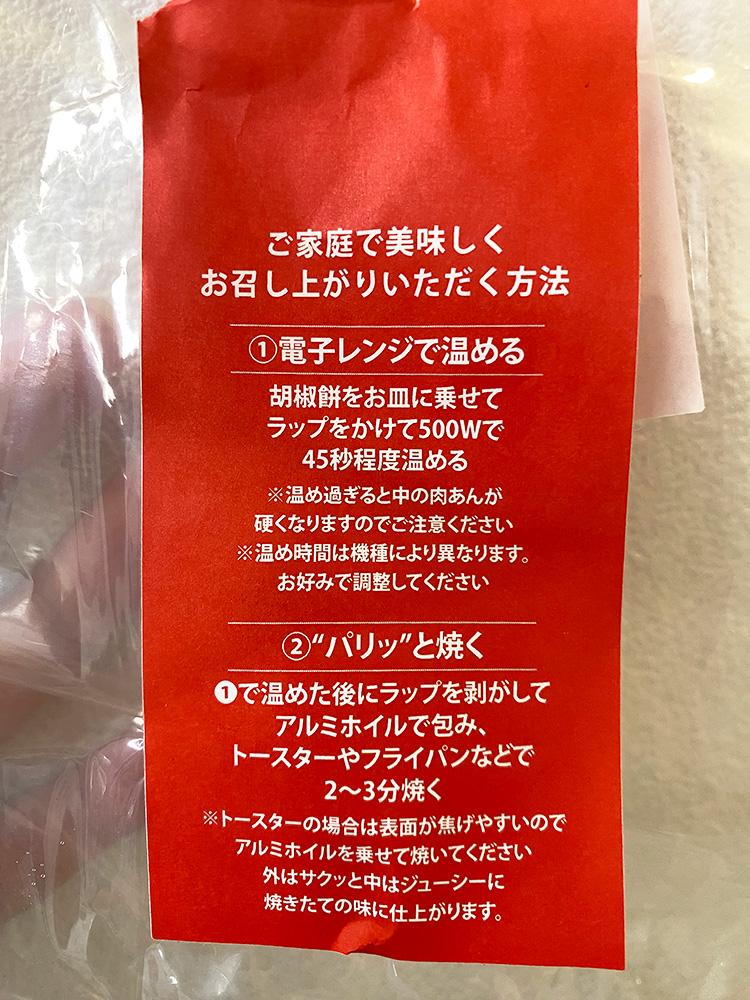 ご家庭で美味しく
お召し上がりいただく方法
①電子レンジで温める
胡椒餅をお皿に乗せて
ラップをかけて500Wで
45秒程度温める
※温め過ぎると中の肉あんが
硬くなりますのでご注意ください
※温め時間は機種により異なります。
お好みで調整してください
②“パリッ”と焼く
❶で温めた後にラップを剥がして
アルミホイルで包み、
トースターやフライパンなどで
2〜3分焼く
※トースターの場合は表面が焦げやすいので
アルミホイルを乗せて焼いてください
外はサクッと中はジューシーに
焼きたての味に仕上がります。